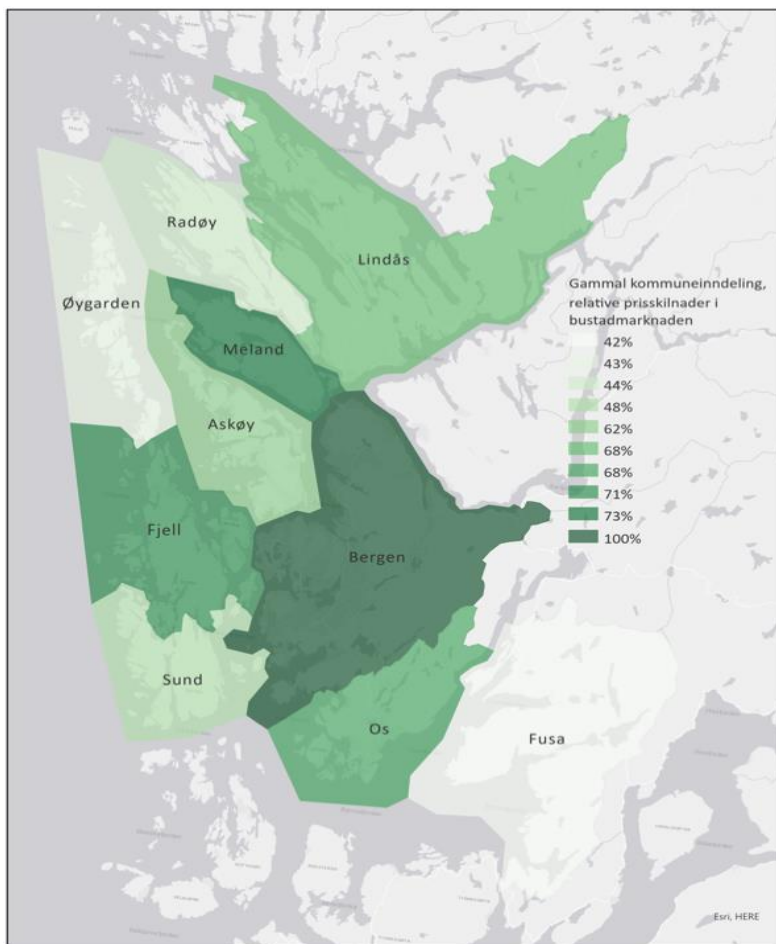 Radøy
Lindås
Øygarden
Gammal kommuneinndeling,
relative prisskilnader i
bustadmarknaden
42%
43%
44%
48%
62%
68%
68%
71%
73%
100%
Meland
Askøy
Fjell
Bergen
Sund
Os
Fusa
Esri, HERE